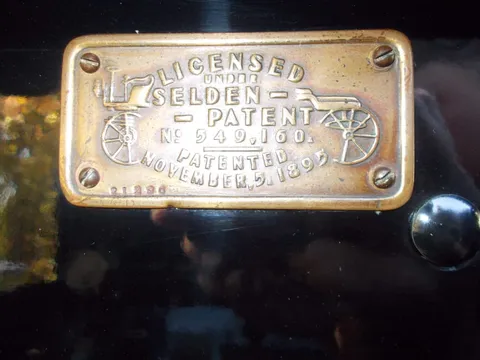 LICENSED
UNDER
SELDEN -
- PATENT
No 549,160.
PATENTED
NOVEMBER,5.1895